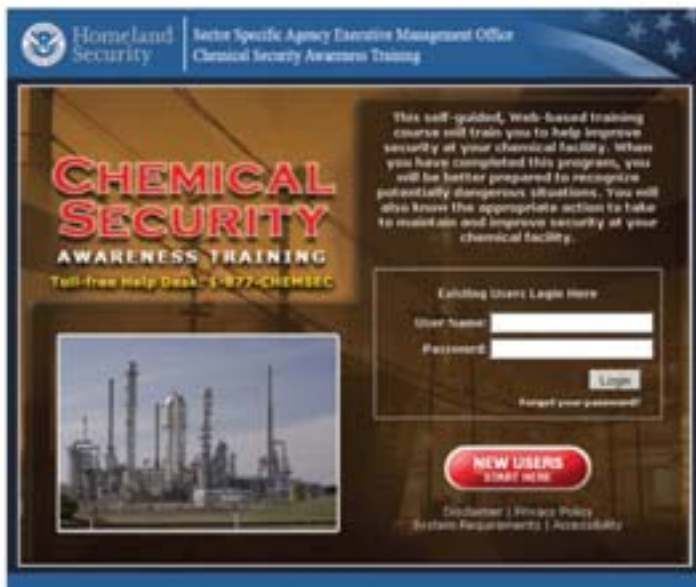 Homeland
Security
Sector Specific Agency Executive Management Office
Chemical Security Awareness Training
CHEMICAL
SECURITY
AWARENESS TRAINING
Toll-free Help Desk: 1-877-CHEMSEC
This self-guided, Web-based training
course will train you to help improve
security at your chemical facility. When
you have completed this program, you
will be better prepared to recognize
potentially dangerous situations. You will
also know the appropriate action to take
to maintain and improve security at your
chemical facility.
Existing Users Login Here
User Name:
Password:
Login
Forgot your password?
NEW USERS
START HERE
Disclaimer | Privacy Policy
System Requirements | Accessibility